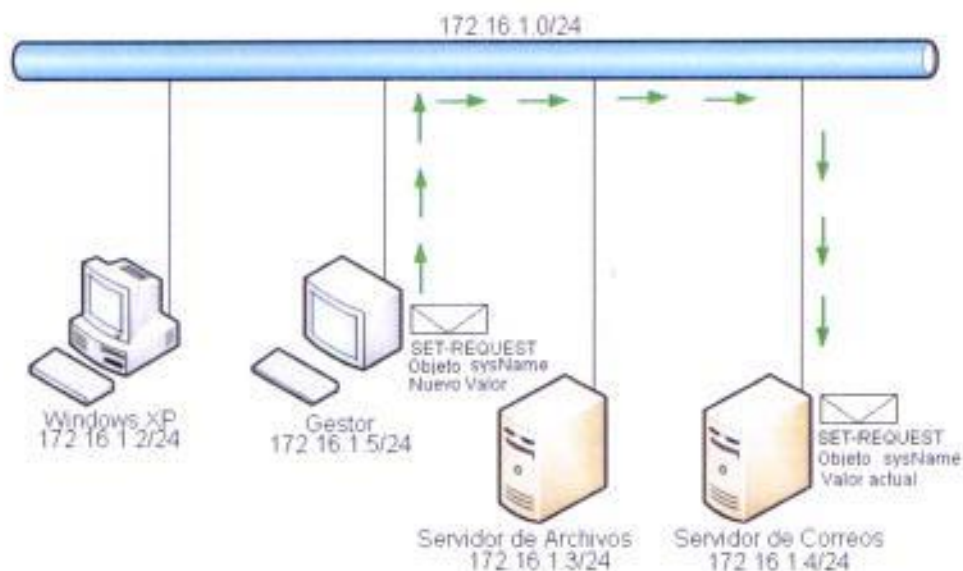 172.16.1.0/24
SET-REQUEST
Objeto sysName
Nuevo Valor
Windows XP
172 16 1 2/24
Gestor
172 16 1.5/24
SET-REQUEST
Objeto sysName
Valor actual
Servidor de Archivos
172 16 1.3/24
Servidor de Correos
172 16 1 4/24